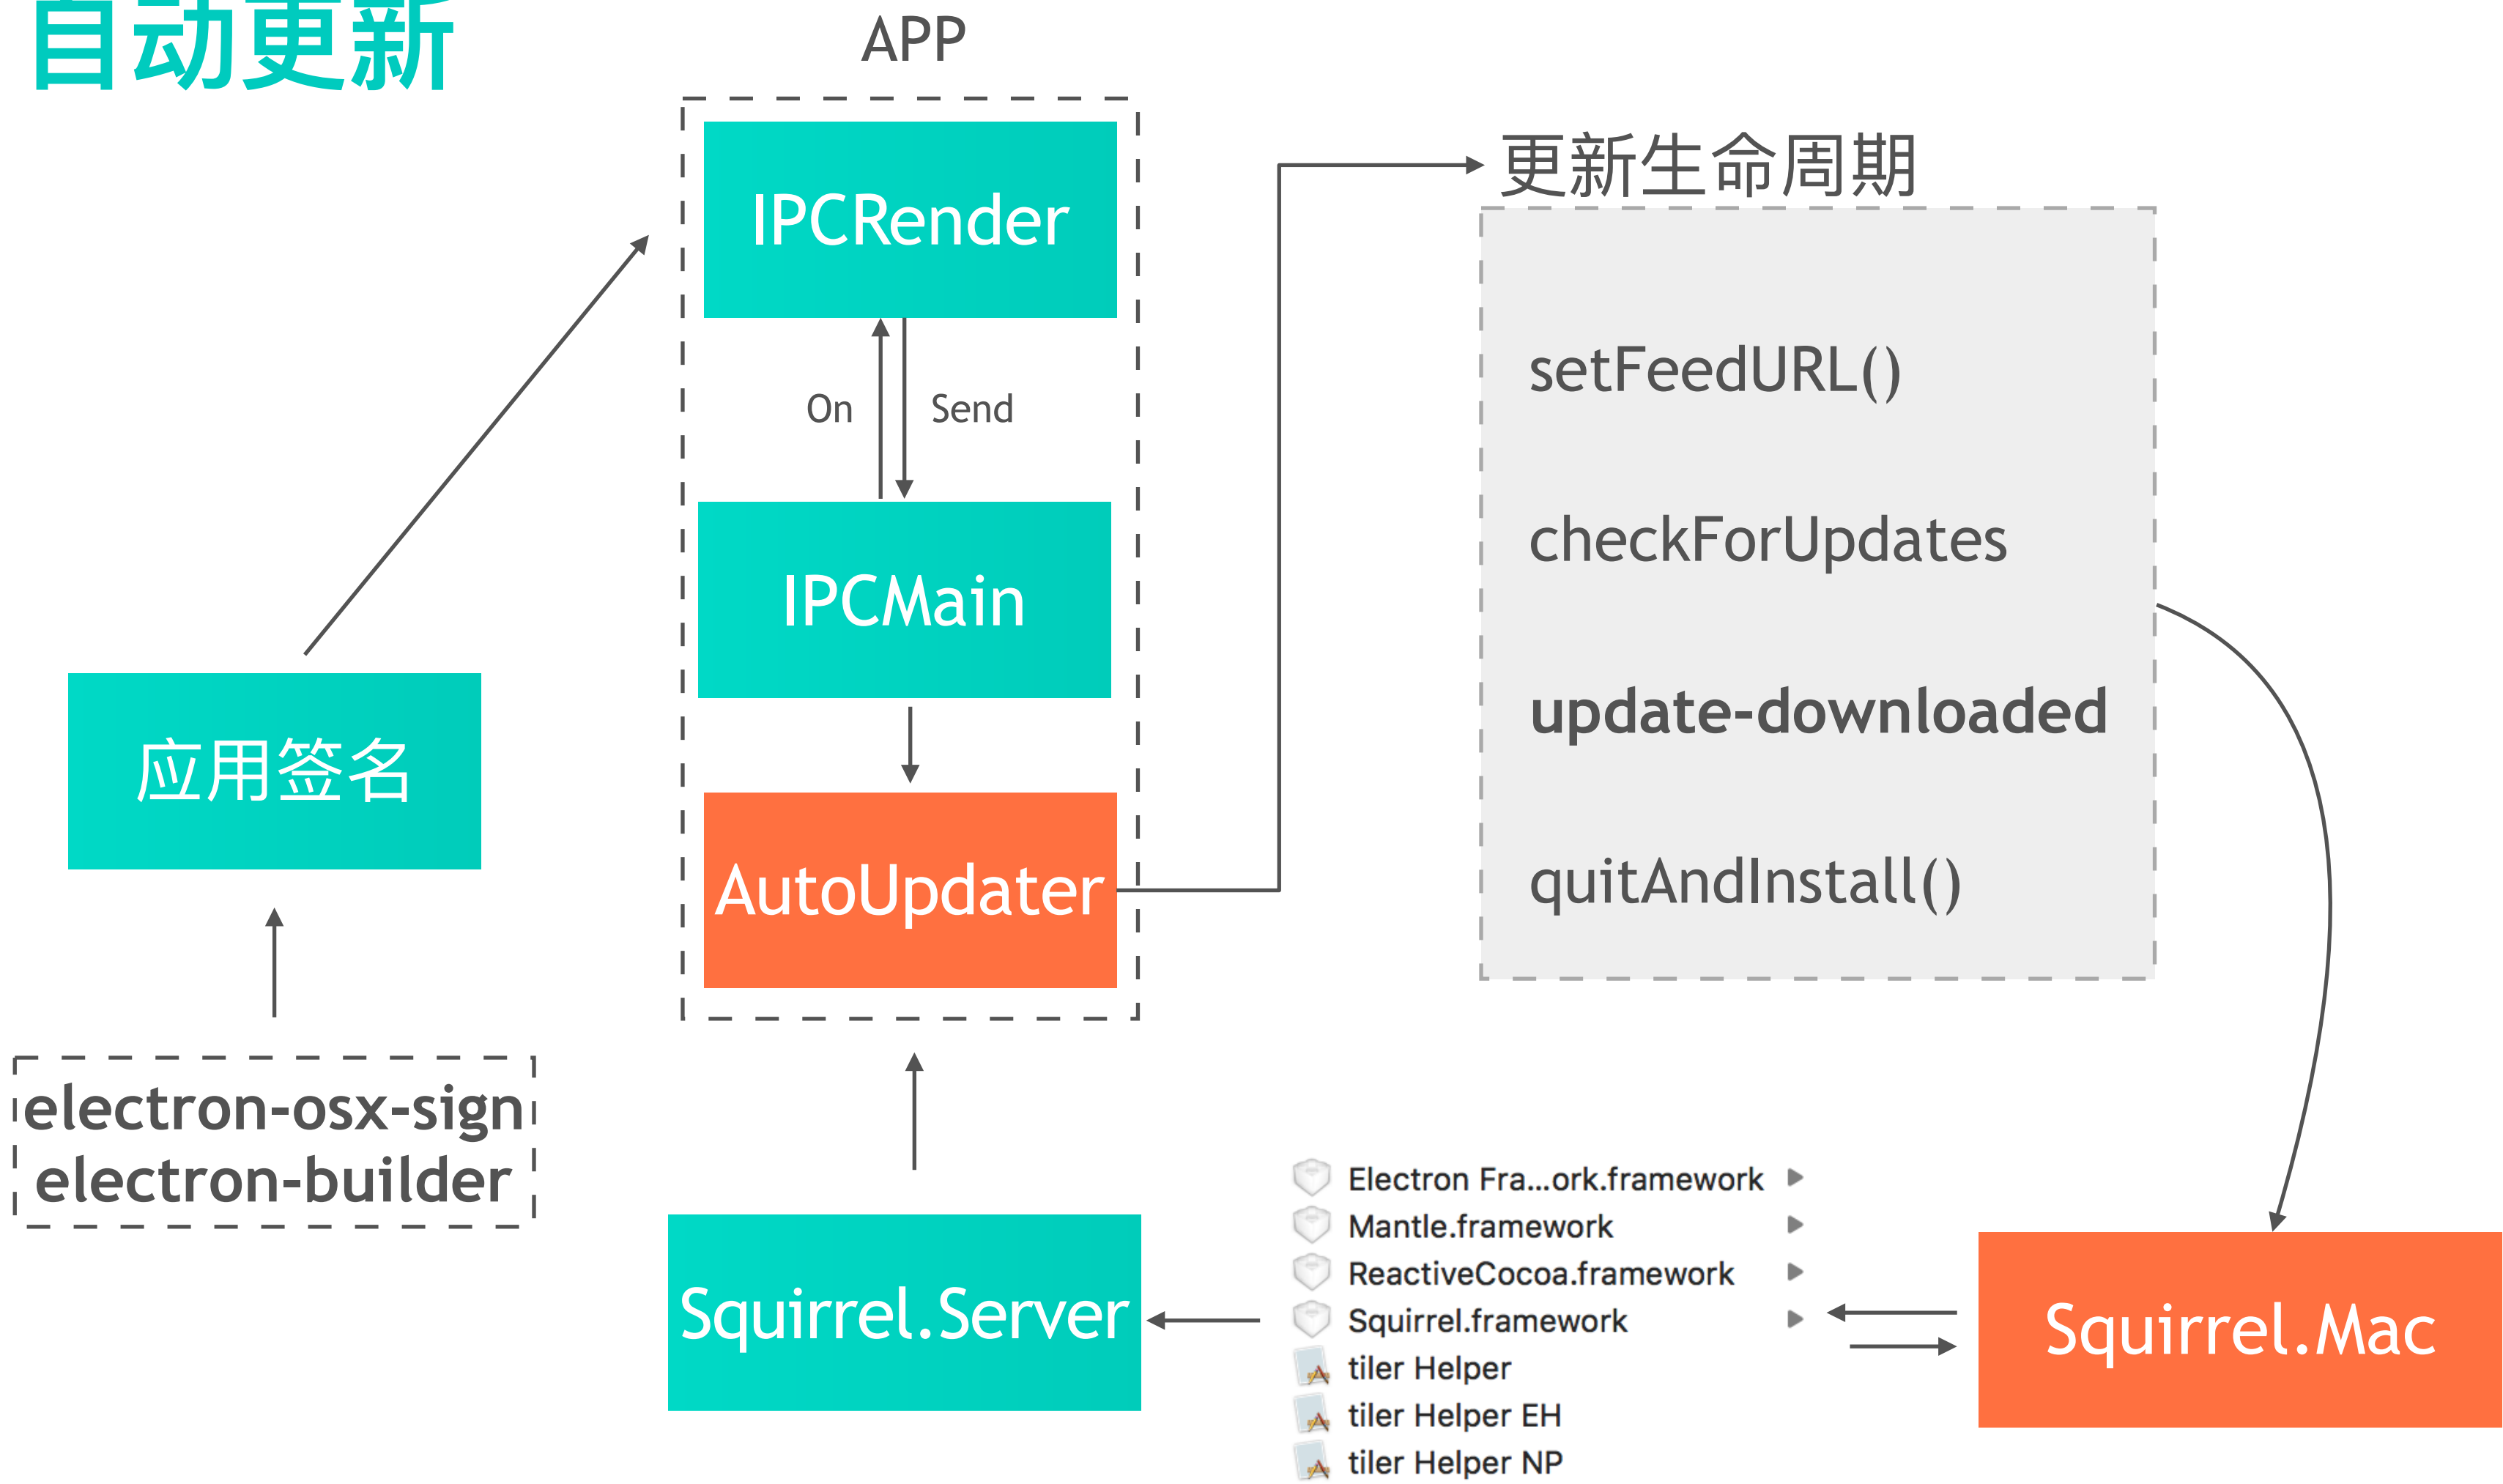 自动更新
APP
IPCRender
On
Send
IPCMain
AutoUpdater
应用签名
electron-osx-sign
electron-builder
更新生命周期
setFeedURL()
checkForUpdates
update-downloaded
quitAndInstall()
Squirrel.Server
Electron Fra...ork.framework
Mantle.framework
ReactiveCocoa.framework
Squirrel.framework
tiler Helper
tiler Helper EH
tiler Helper NP
Squirrel.Mac